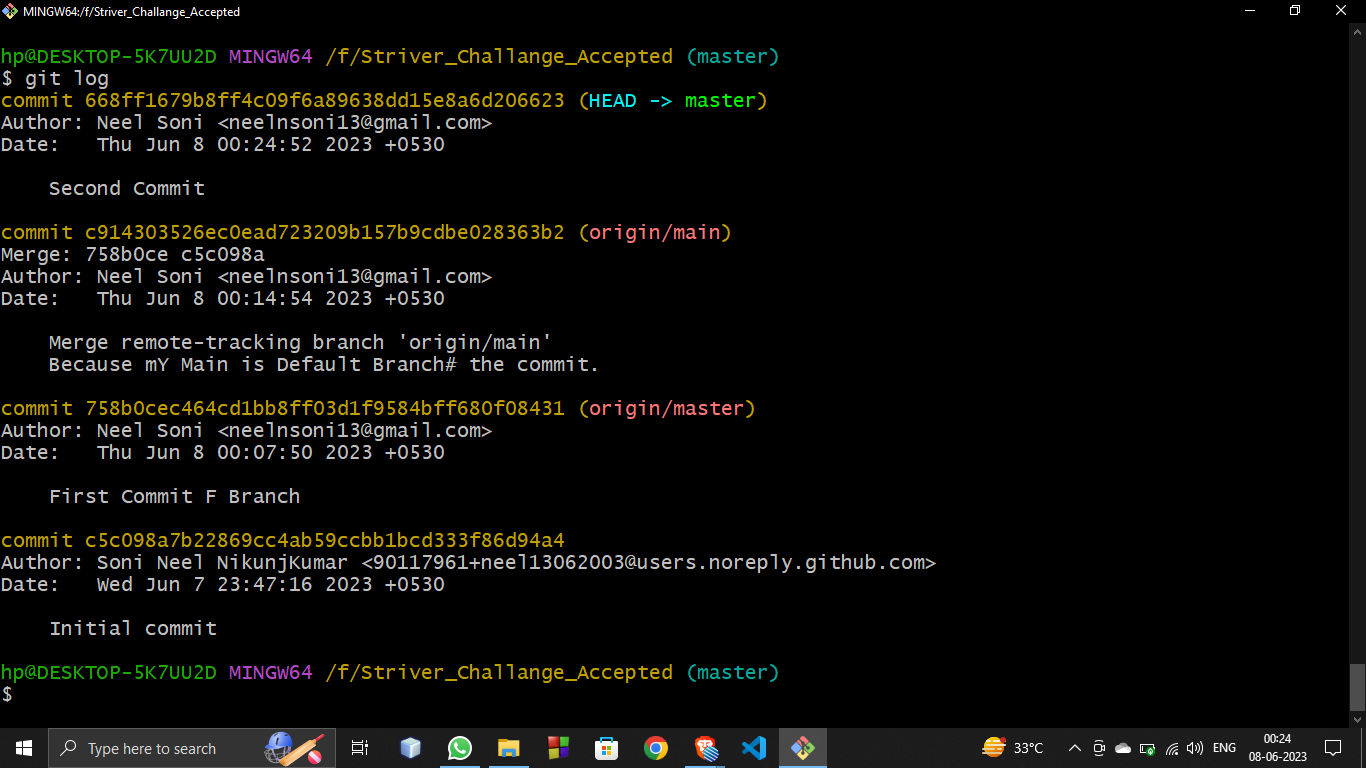 MINGW64:/f/Striver_Challange_Accepted
hp@DESKTOP-5K7UU2D MINGW64 /f/Striver_Challange_Accepted (master)
$ git log
commit 668ff1679b8ff4c09f6a89638dd15e8a6d206623 (HEAD -> master)
Author: Neel Soni <neelnsoni13@gmail.com>
Date:   Thu Jun 8 00:24:52 2023 +0530
Second Commit
commit c914303526ec0ead723209b157b9cdbe028363b2 (origin/main)
Merge: 758b0ce c5c098a
Author: Neel Soni <neelnsoni13@gmail.com>
Date:   Thu Jun 8 00:14:54 2023 +0530
Merge remote-tracking branch 'origin/main'
Because mY Main is Default Branch# the commit.
commit 758b0cec464cd1bb8ff03d1f9584bff680f08431 (origin/master)
Author: Neel Soni <neelnsoni13@gmail.com>
Date:   Thu Jun 8 00:07:50 2023 +0530
First Commit F Branch
commit c5c098a7b22869cc4ab59ccbb1bcd333f86d94a4
Author: Soni Neel NikunjKumar <90117961+neel13062003@users.noreply.github.com>
Date:   Wed Jun 7 23:47:16 2023 +0530
Initial commit
hp@DESKTOP-5K7UU2D MINGW64 /f/Striver_Challange_Accepted (master)
$
Type here to search
33°C
ENG
00:24
08-06-2023